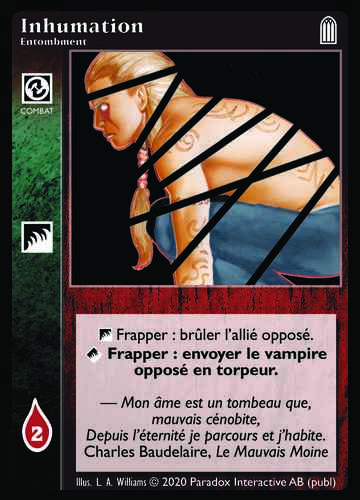 Inhumation
Entombment
COMBAT
Frapper : brûler l'allié opposé.
Frapper : envoyer le vampire
opposé en torpeur.
— Mon âme est un tombeau que,
mauvais cénobite,
Depuis l'éternité je parcours et j'habite.
Charles Baudelaire, Le Mauvais Moine
2
Illus. L. A. Williams © 2020 Paradox Interactive AB (publ)